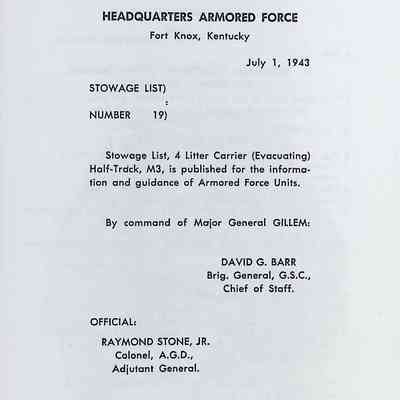 HEADQUARTERS ARMORED FORCE
Fort Knox, Kentucky
July 1, 1943
STOWAGE LIST)
:
NUMBER 19)
Stowage List, 4 Litter Carrier (Evacuating)
Half-Track, M3, is published for the informa-
tion and guidance of Armored Force Units.
By command of Major General GILLEM:
DAVID G. BARR
Brig. General, G.S.C.,
Chief of Staff.
OFFICIAL:
RAYMOND STONE, JR.
Colonel, A.G.D.,
Adjutant General.